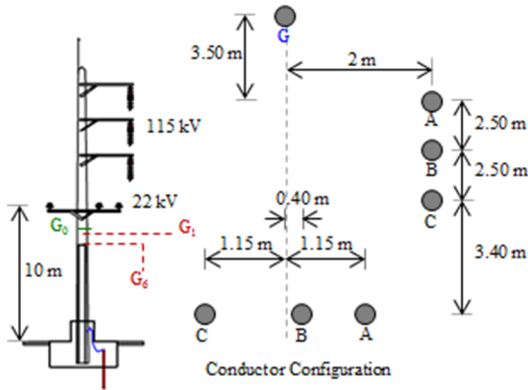 G
3.50 m
2 m
A
2.50 m
115 kV
B
2.50 m
C
22 kV
0.40 m
G₀
G₁
1.15 m
1.15 m
3.40 m
10 m
G₆
C
B
A
Conductor Configuration